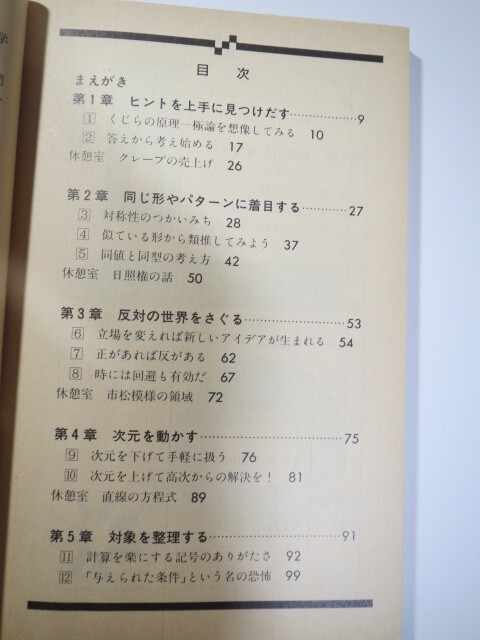 目次
まえがき
第1章 ヒントを上手に見つけだす…………………9
1 くじらの原理―極論を想像してみる 10
2 答えから考え始める 17
休憩室 クレープの売上げ 26
第2章 同じ形やパターンに着目する………………27
3 対称性のつかいみち 28
4 似ている形から類推してみよう 37
5 同値と同型の考え方 42
休憩室 日照権の話 50
第3章 反対の世界をさぐる…………………………53
6 立場を変えれば新しいアイデアが生まれる 54
7 正があれば反がある 62
8 時には回避も有効だ 67
休憩室 市松模様の領域 72
第4章 次元を動かす…………………………………75
9 次元を下げて手軽に扱う 76
10 次元を上げて高次からの解決を! 81
休憩室 直線の方程式 89
第5章 対象を整理する………………………………91
11 計算を楽にする記号のありがたさ 92
12 「与えられた条件」という名の恐怖 99